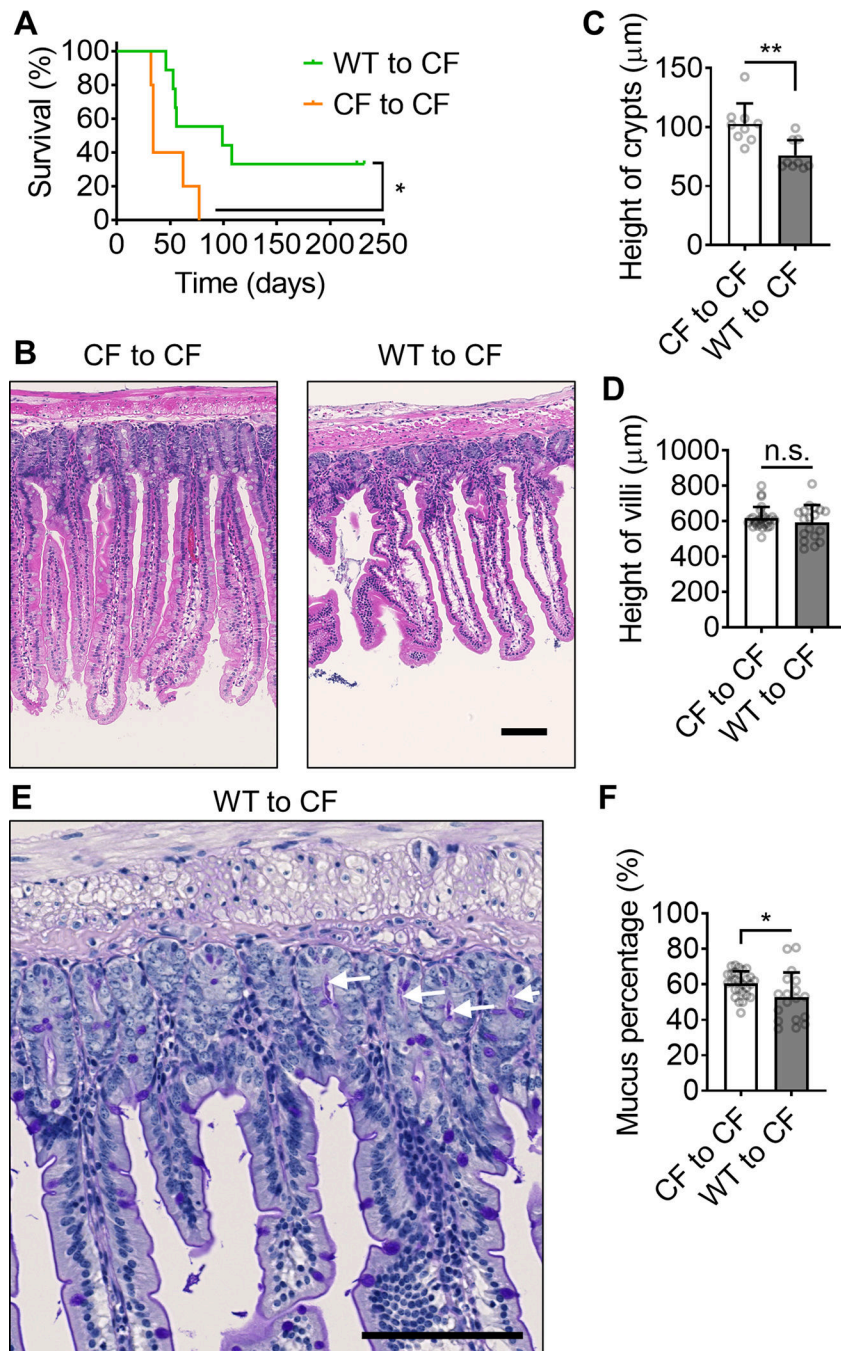 A
Survival (%)
100
80
60
40
20
0
0 50 100 150 200 250
Time (days)
WT to CF
CF to CF
*
C
Height of crypts (μm)
150
100
50
0
**
CF to CF
WT to CF
B
CF to CF
WT to CF
D
Height of villi (μm)
1000
800
600
400
200
0
n.s.
CF to CF
WT to CF
E
WT to CF
F
Mucus percentage (%)
100
80
60
40
20
0
*
CF to CF
WT to CF